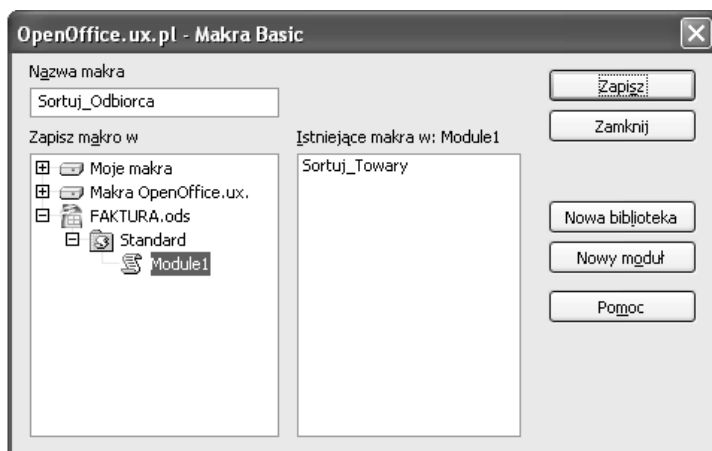 OpenOffice.ux.pl - Makra Basic
Nazwa makra
Sortuj_Odbiorca
Zapisz makro w
Istniejące makra w: Module1
Moje makra
Makra OpenOffice.ux.
FAKTURA.ods
Standard
Module1
Sortuj_Towary
Zapisz
Zamknij
Nowa biblioteka
Nowy moduł
Pomoc